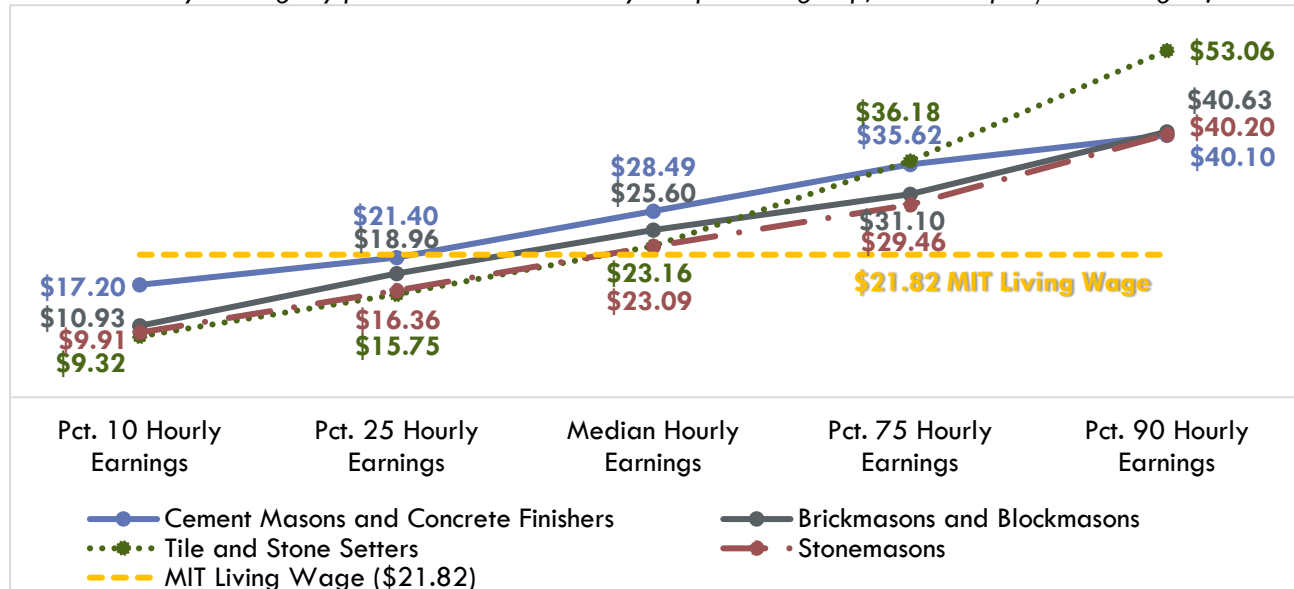 $53.06
$36.18
$40.63
$35.62
$40.20
$28.49
$40.10
$25.60
$21.40
$18.96
$31.10
$29.46
$23.16
$17.20
$21.82 MIT Living Wage
$23.09
$10.93
$16.36
$9.91
$15.75
$9.32
Pct. 10 Hourly
Earnings
Pct. 25 Hourly
Earnings
Median Hourly
Earnings
Pct. 75 Hourly
Earnings
Pct. 90 Hourly
Earnings
Cement Masons and Concrete Finishers
Brickmasons and Blockmasons
Tile and Stone Setters
Stonemasons
MIT Living Wage ($21.82)